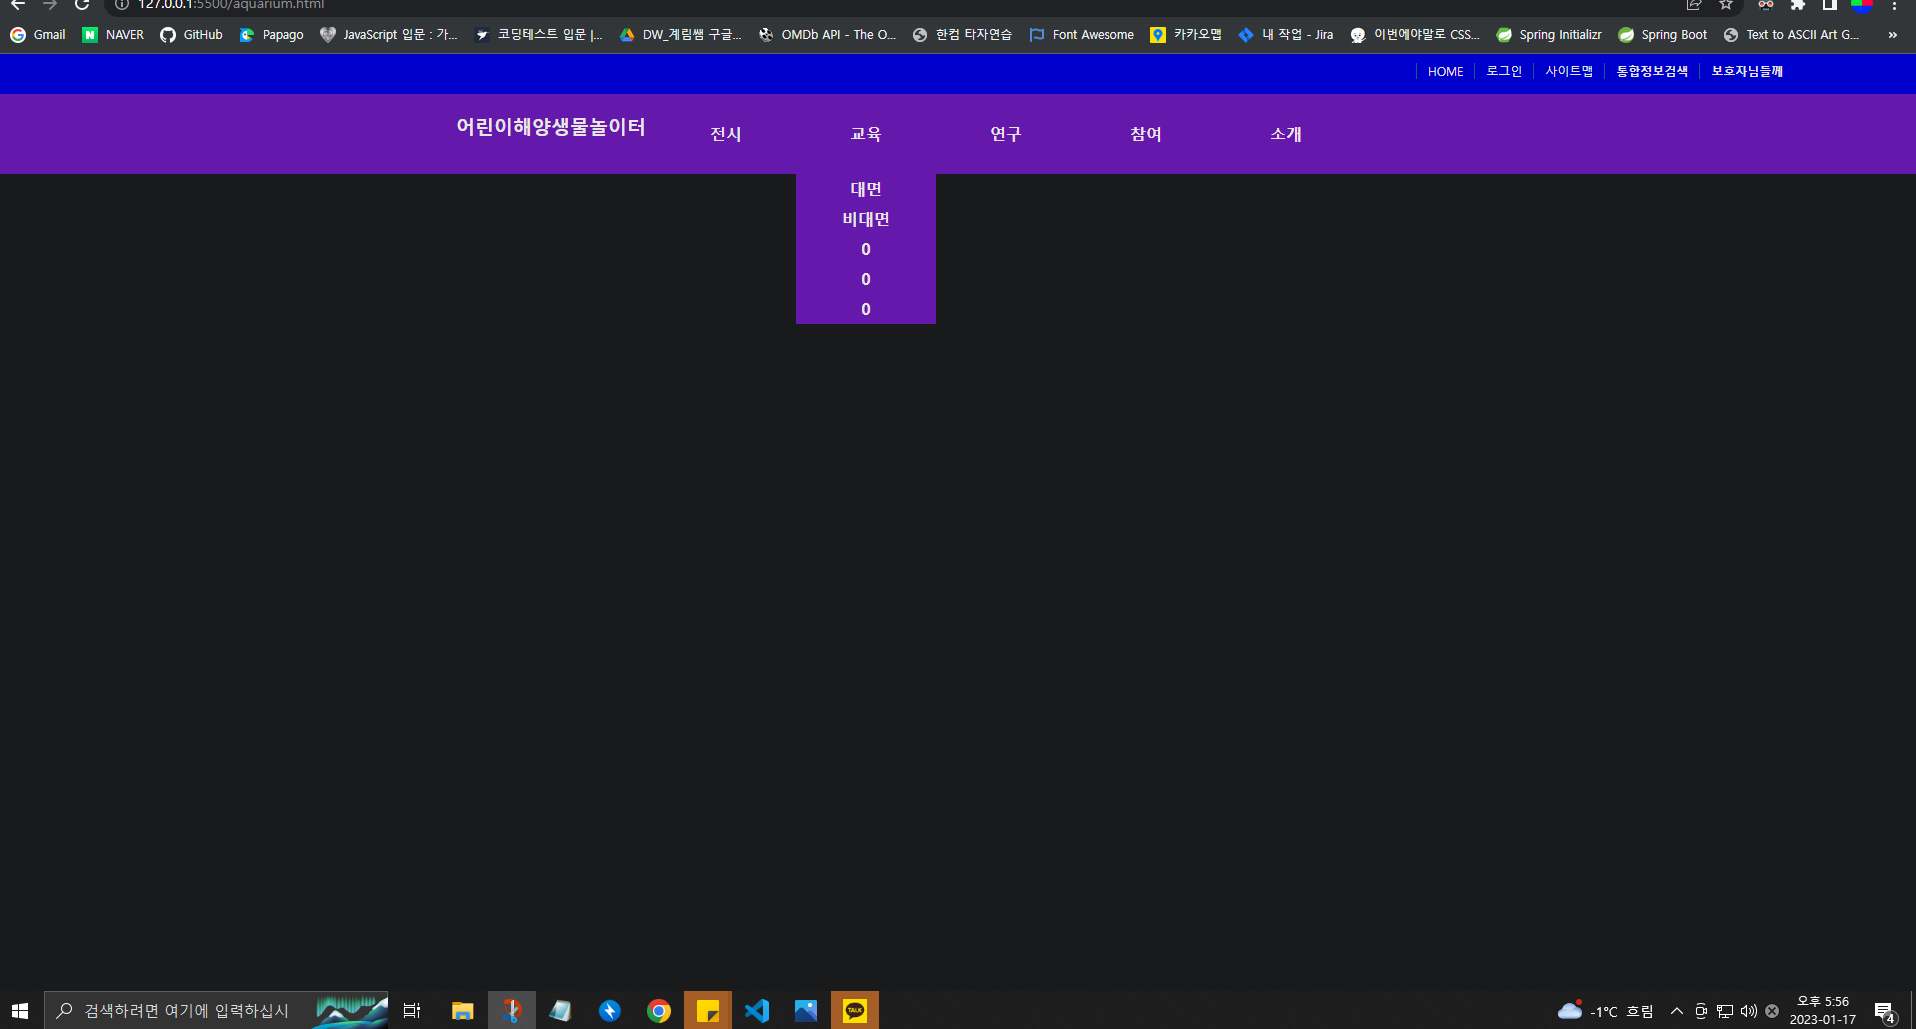 127.0.0.1:5500/aquarium.html
Gmail NAVER GitHub Papago JavaScript 입문 : 가... 코딩테스트 입문 |... DW_계림쌤 구글... OMDb API - The O... 한컴 타자연습 Font Awesome 카카오맵 내 작업 - Jira 이번에야말로 CSS... Spring Initializr Spring Boot Text to ASCII Art G... »
HOME 로그인 사이트맵 통합정보검색 보호자님들께
어린이해양생물놀이터 전시 교육 연구 참여 소개
대면
비대면
0
0
0
검색하려면 여기에 입력하십시
TALK
-1°C 흐림
오후 5:56
2023-01-17
4